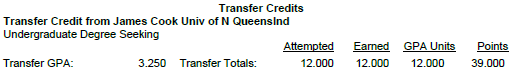 Transfer Credits
Transfer Credit from James Cook Univ of N Queenslnd
Undergraduate Degree Seeking
Attempted Earned GPA Units Points
Transfer GPA: 3.250 Transfer Totals: 12.000 12.000 12.000 39.000